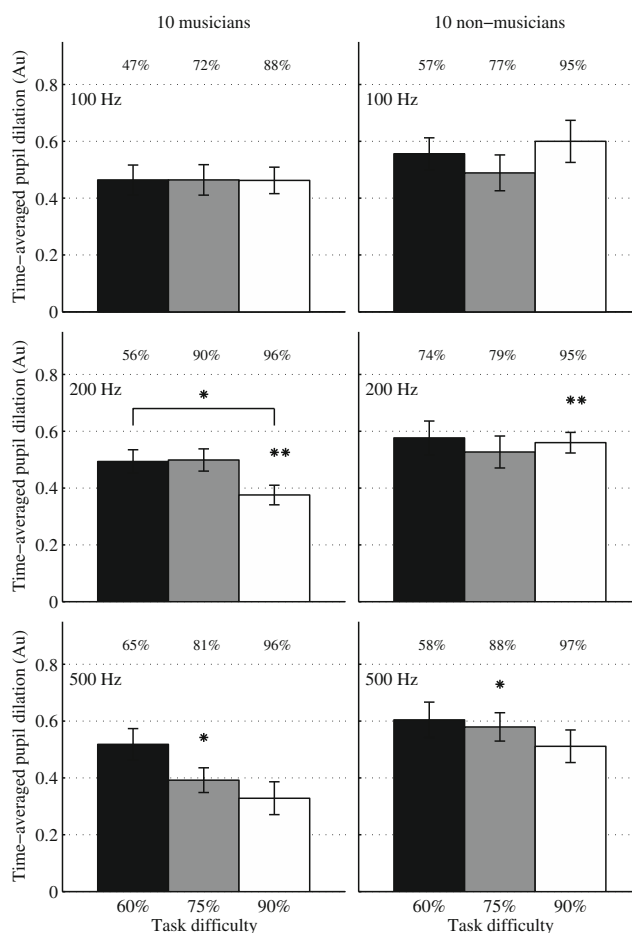 10 musicians
10 non−musicians
47% 72% 88%
57% 77% 95%
100 Hz
100 Hz
0.8
0.6
0.4
0.2
0
Time−averaged pupil dilation (Au)
56% 90% 96%
74% 79% 95%
200 Hz
200 Hz
*
**
**
0.8
0.6
0.4
0.2
0
Time−averaged pupil dilation (Au)
65% 81% 96%
58% 88% 97%
500 Hz
500 Hz
*
*
0.8
0.6
0.4
0.2
0
Time−averaged pupil dilation (Au)
60% 75% 90%
Task difficulty
60% 75% 90%
Task difficulty